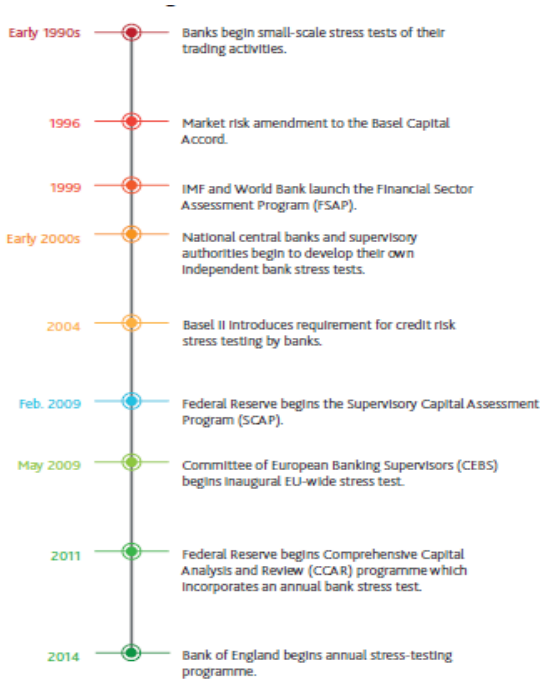 Early 1990s
Banks begin small-scale stress tests of their
trading activities.
1996
Market risk amendment to the Basel Capital
Accord.
1999
IMF and World Bank launch the Financial Sector
Assessment Program (FSAP).
Early 2000s
National central banks and supervisory
authorities begin to develop their own
independent bank stress tests.
2004
Basel II introduces requirement for credit risk
stress testing by banks.
Feb. 2009
Federal Reserve begins the Supervisory Capital Assessment
Program (SCAP).
May 2009
Committee of European Banking Supervisors (CEBS)
begins inaugural EU-wide stress test.
2011
Federal Reserve begins Comprehensive Capital
Analysis and Review (CCAR) programme which
incorporates an annual bank stress test.
2014
Bank of England begins annual stress-testing
programme.